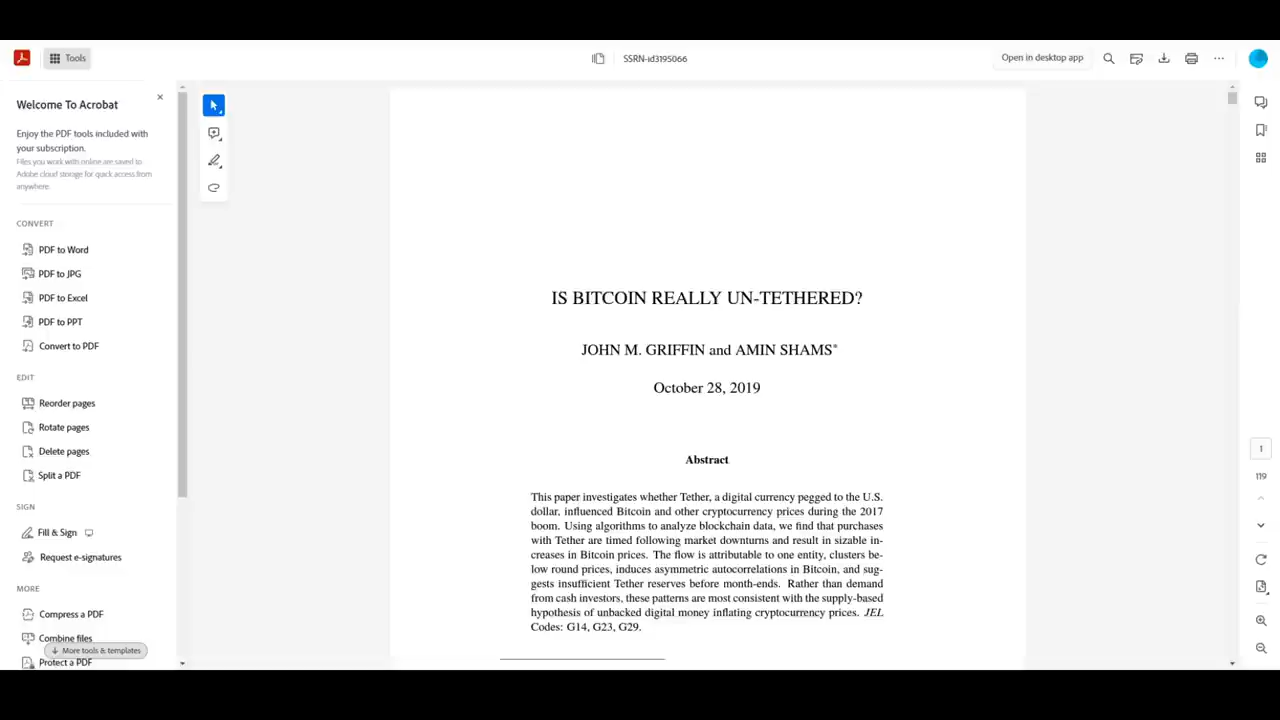 Tools
SSRN-id3195066
Open in desktop app
Welcome To Acrobat
Enjoy the PDF tools included with
your subscription.
Files you work with online are saved to
Adobe cloud storage for quick access from
anywhere.
CONVERT
PDF to Word
PDF to JPG
PDF to Excel
PDF to PPT
Convert to PDF
EDIT
Reorder pages
Rotate pages
Delete pages
Split a PDF
SIGN
Fill & Sign
Request e-signatures
MORE
Compress a PDF
Combine files
More tools & templates
Protect a PDF
IS BITCOIN REALLY UN-TETHERED?
JOHN M. GRIFFIN and AMIN SHAMS*
October 28, 2019
Abstract
This paper investigates whether Tether, a digital currency pegged to the U.S.
dollar, influenced Bitcoin and other cryptocurrency prices during the 2017
boom. Using algorithms to analyze blockchain data, we find that purchases
with Tether are timed following market downturns and result in sizable in-
creases in Bitcoin prices. The flow is attributable to one entity, clusters be-
low round prices, induces asymmetric autocorrelations in Bitcoin, and sug-
gests insufficient Tether reserves before month-ends. Rather than demand
from cash investors, these patterns are most consistent with the supply-based
hypothesis of unbacked digital money inflating cryptocurrency prices. JEL
Codes: G14, G23, G29.
1
119